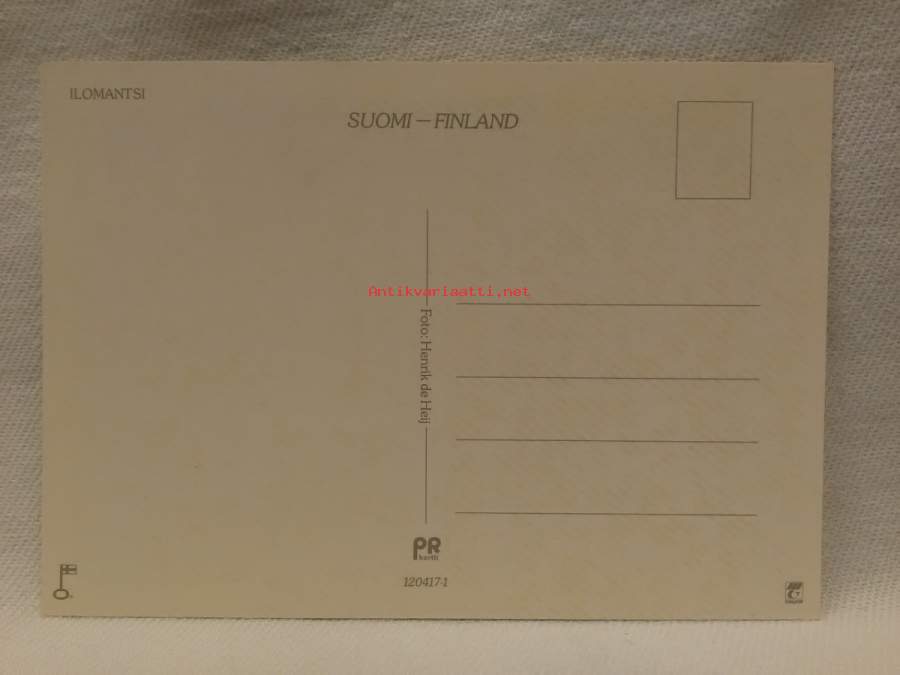 ILOMANTSI
SUOMI – FINLAND
Antikvariaatti.net
Foto: Henrik de Heij
PR
kortti
120417-1